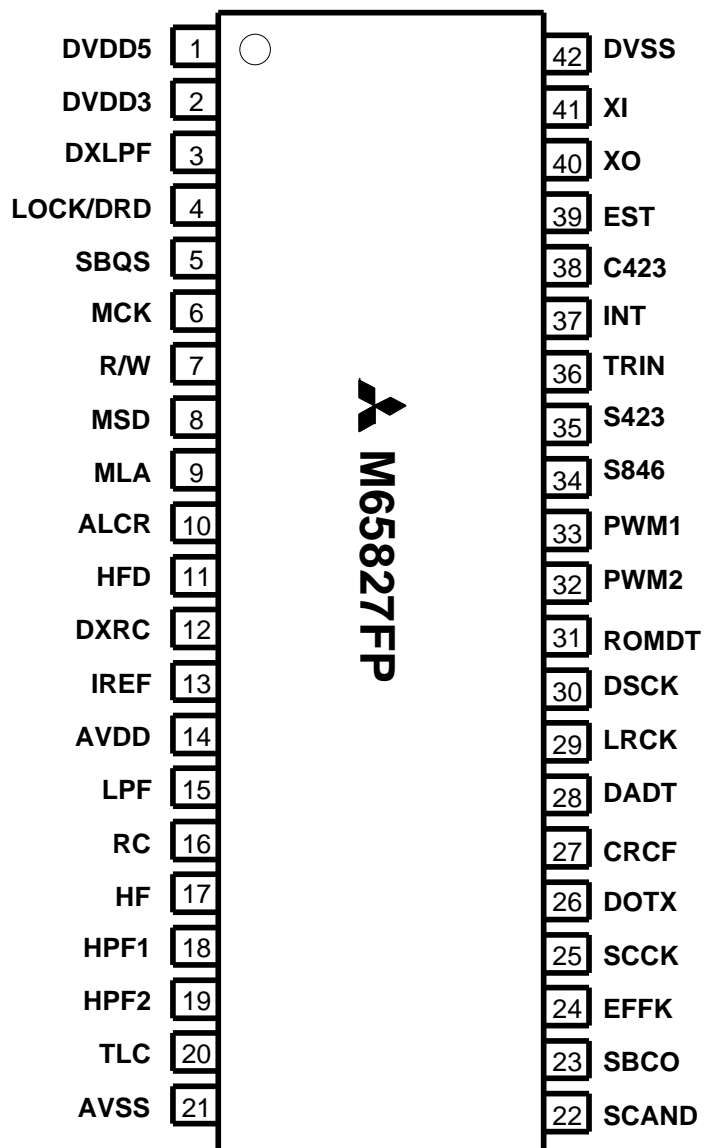 DVDD5 1 42 DVSS
DVDD3 2 41 XI
DXLPF 3 40 XO
LOCK/DRD 4 39 EST
SBQS 5 38 C423
MCK 6 37 INT
R/W 7 36 TRIN
MSD 8 35 S423
MLA 9 34 S846
ALCR 10 33 PWM1
HFD 11 32 PWM2
DXRC 12 31 ROMDT
IREF 13 30 DSCK
AVDD 14 29 LRCK
LPF 15 28 DADT
RC 16 27 CRCF
HF 17 26 DOTX
HPF1 18 25 SCCK
HPF2 19 24 EFFK
TLC 20 23 SBCO
AVSS 21 22 SCAND
M65827FP